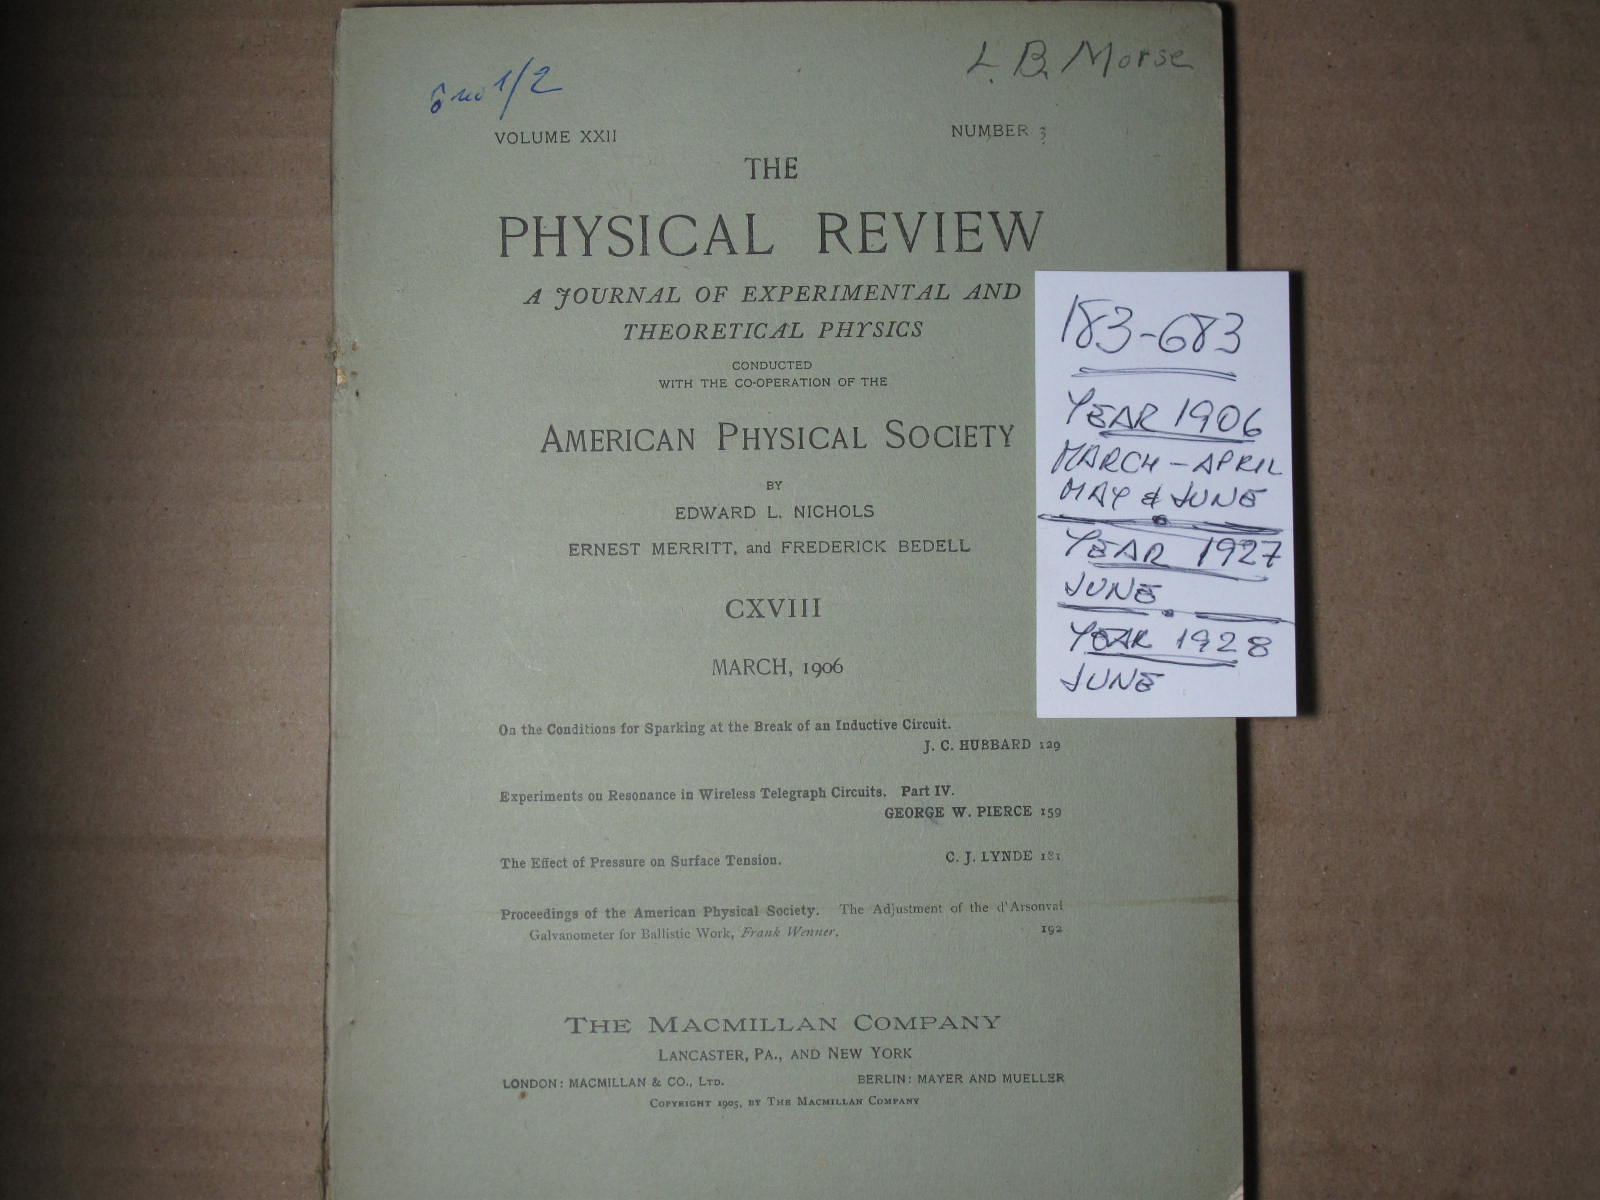 1/2
L. B. Morse
VOLUME XXII NUMBER 3
THE
PHYSICAL REVIEW
A JOURNAL OF EXPERIMENTAL AND
THEORETICAL PHYSICS
CONDUCTED
WITH THE CO-OPERATION OF THE
AMERICAN PHYSICAL SOCIETY
BY
EDWARD L. NICHOLS
ERNEST MERRITT, and FREDERICK BEDELL
CXVIII
MARCH, 1906
On the Conditions for Sparking at the Break of an Inductive Circuit.
J. C. HUBBARD 129
Experiments on Resonance in Wireless Telegraph Circuits. Part IV.
GEORGE W. PIERCE 159
The Effect of Pressure on Surface Tension. C. J. LYNDE 181
Proceedings of the American Physical Society. The Adjustment of the d'Arsonval
Galvanometer for Ballistic Work, Frank Wenner. 192
THE MACMILLAN COMPANY
LANCASTER, PA., AND NEW YORK
LONDON: MACMILLAN & CO., LTD. BERLIN: MAYER AND MUELLER
COPYRIGHT 1905, BY THE MACMILLAN COMPANY
183-683
YEAR 1906
MARCH - APRIL
MAY & JUNE
YEAR 1927
JUNE
YEAR 1928
JUNE